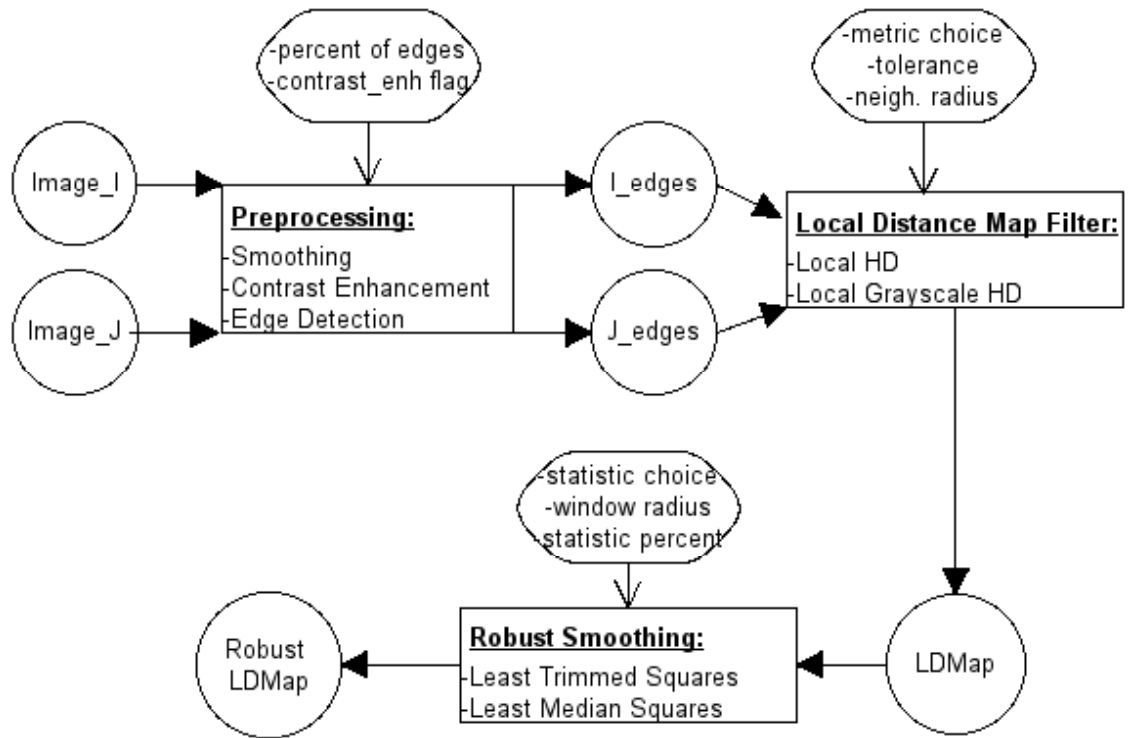 -percent of edges
-contrast_enh flag
-metric choice
-tolerance
-neigh. radius
Image_I
I_edges
Preprocessing:
-Smoothing
-Contrast Enhancement
-Edge Detection
Local Distance Map Filter:
-Local HD
-Local Grayscale HD
Image_J
J_edges
-statistic choice
-window radius
-statistic percent
Robust
LDMap
Robust Smoothing:
-Least Trimmed Squares
-Least Median Squares
LDMap